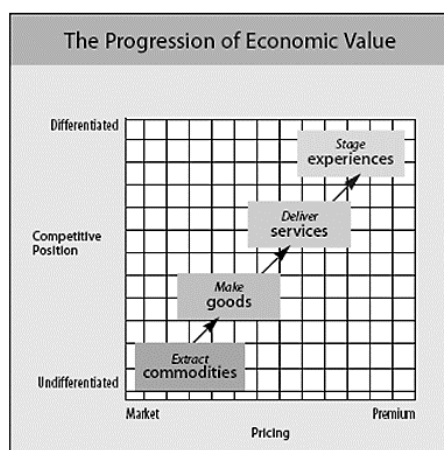 The Progression of Economic Value
Differentiated
Stage
experiences
Deliver
services
Competitive
Position
Make
goods
Extract
commodities
Undifferentiated
Market
Premium
Pricing